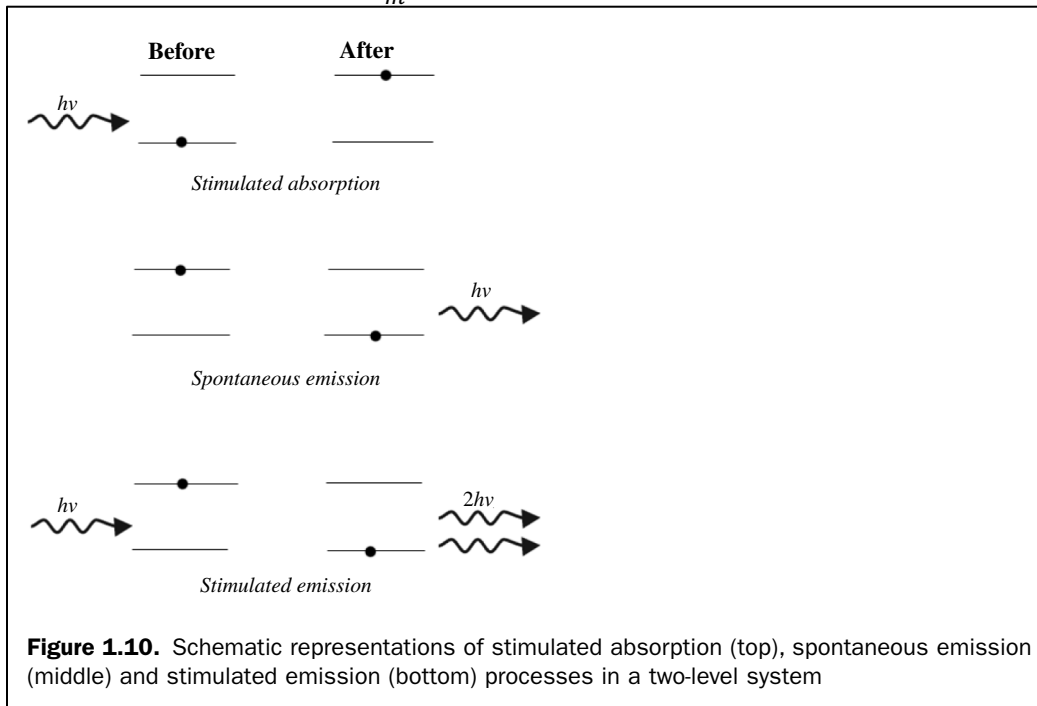 m
Before After
hν
Stimulated absorption
hν
Spontaneous emission
hν 2hν
Stimulated emission
Figure 1.10. Schematic representations of stimulated absorption (top), spontaneous emission
(middle) and stimulated emission (bottom) processes in a two-level system